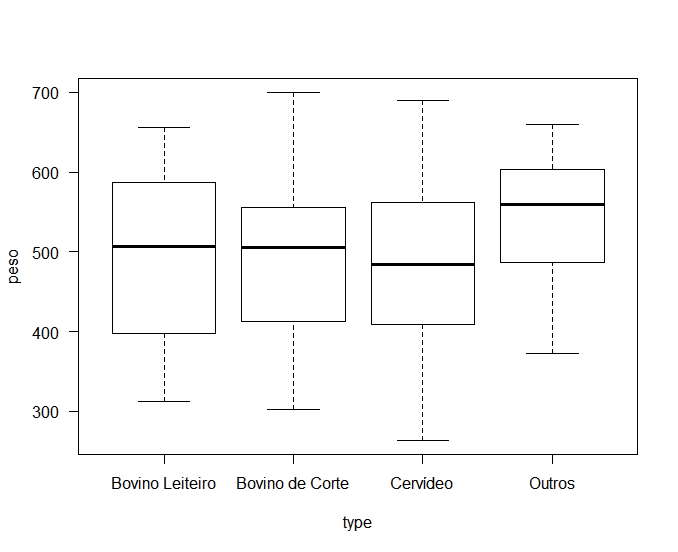 700
600
500
400
300
peso
Bovino Leiteiro
Bovino de Corte
Cervídeo
Outros
type